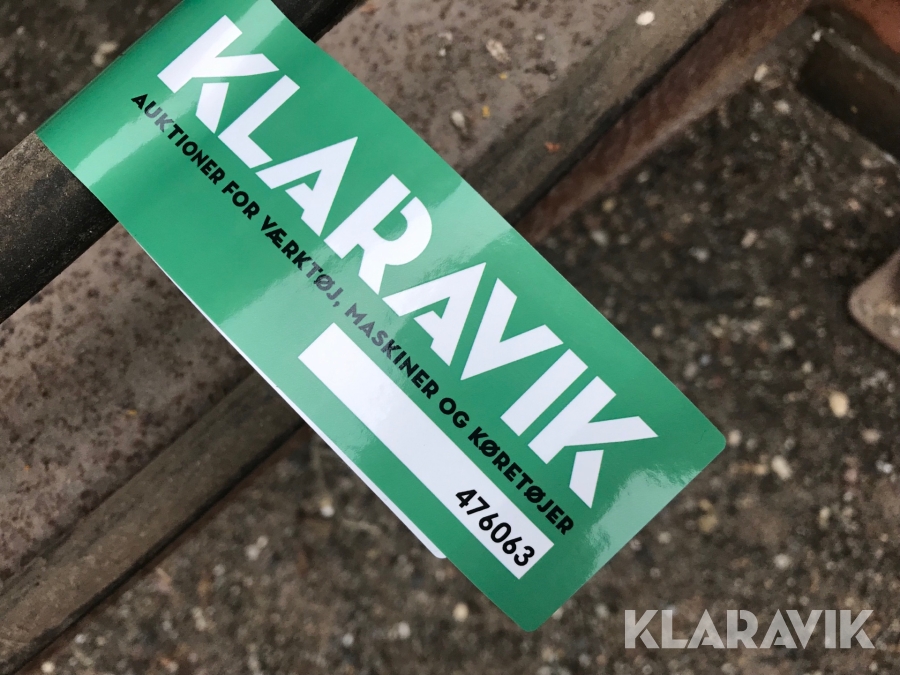 KLARAVIK
AUKTIONER FOR VÆRKTØJ, MASKINER OG KØRETØJER
476063
KLARAVIK